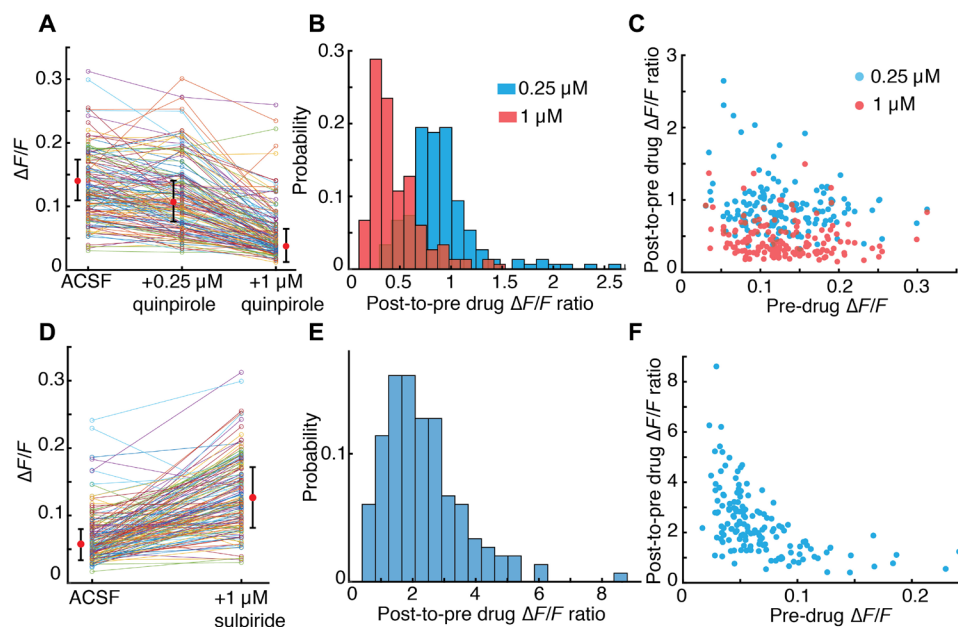 A
ΔF/F
0.3
0.2
0.1
0
ACSF
+0.25 µM
quinpirole
+1 µM
quinpirole
B
Probability
0.3
0.2
0.1
0
0.25 µM
1 µM
0.5
1
1.5
2
2.6
Post-to-pre drug ΔF/F ratio
C
Post-to-pre drug ΔF/F ratio
3
2
1
0
0.25 µM
1 µM
0
0.1
0.2
0.3
Pre-drug ΔF/F
D
ΔF/F
0.3
0.2
0.1
0
ACSF
+1 µM
sulpiride
E
Probability
0.1
0
2
4
6
8
Post-to-pre drug ΔF/F ratio
F
Post-to-pre drug ΔF/F ratio
8
6
4
2
0
0
0.1
0.2
Pre-drug ΔF/F